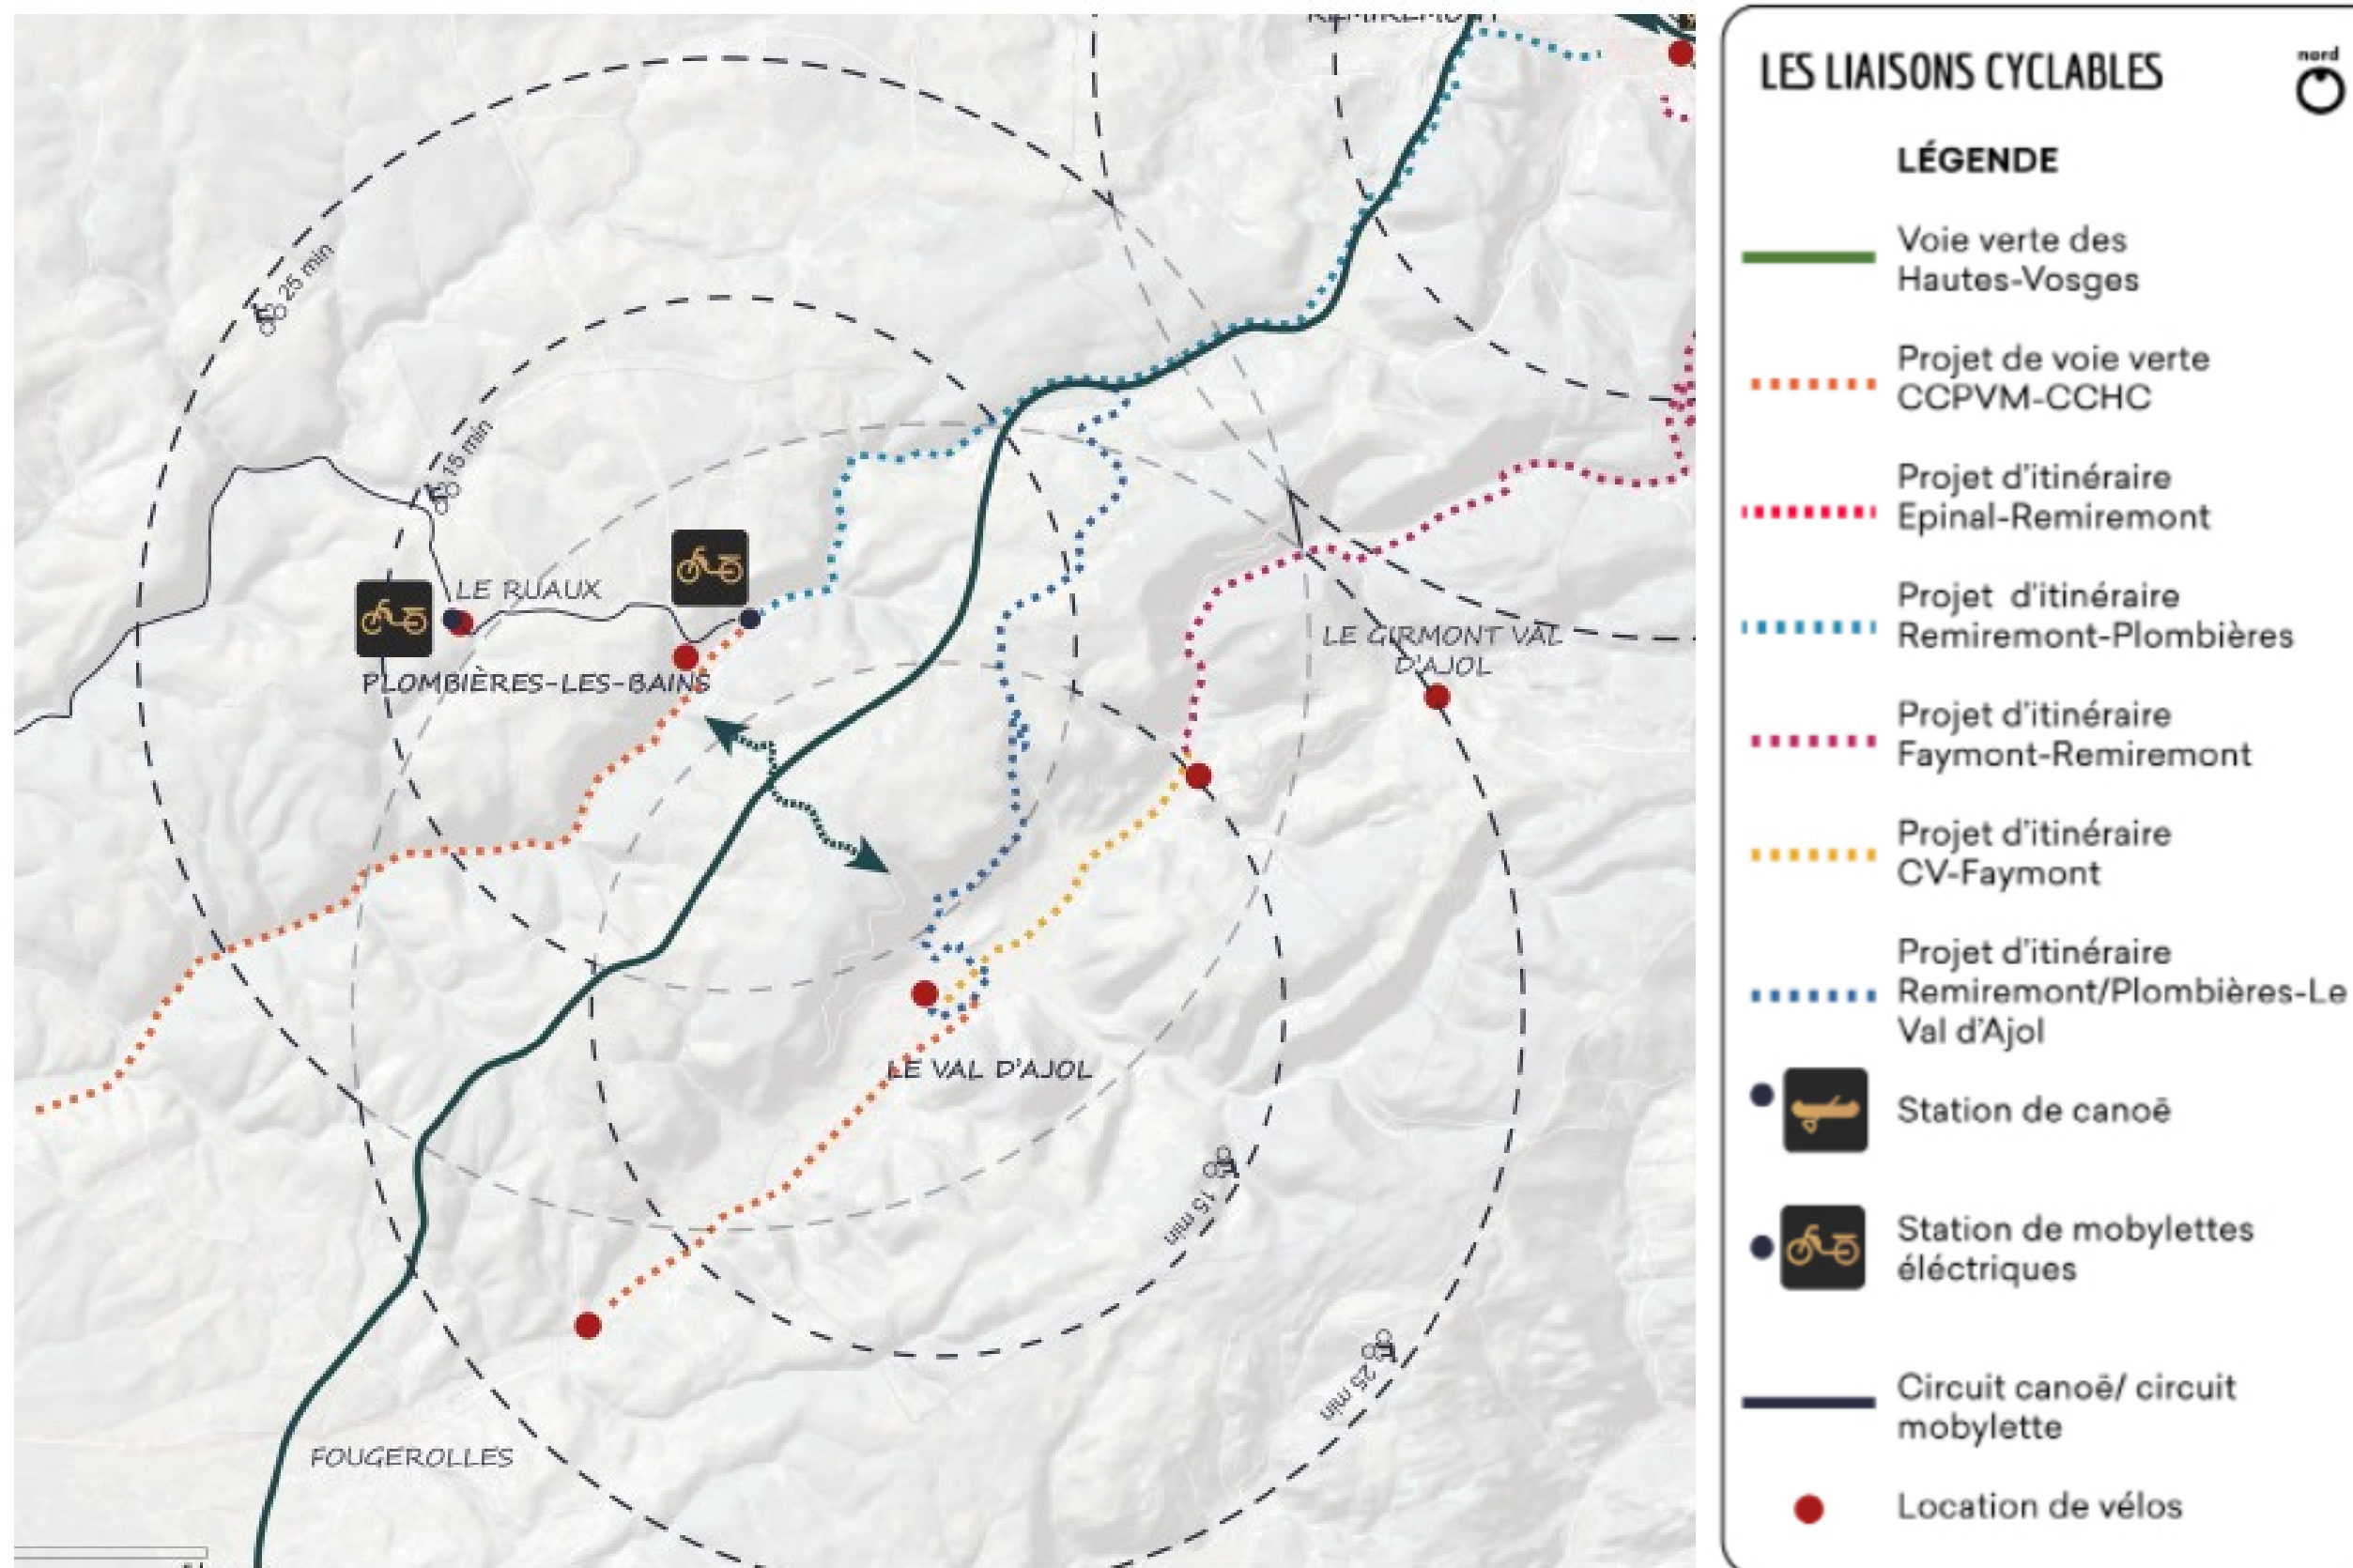 REMIREMONT
25 min
15 min
LE RUAUX
PLOMBIÈRES-LES-BAINS
LE GIRMONT VAL
D'AJOL
LE VAL D'AJOL
15 min
25 min
FOUGEROLLES
LES LIAISONS CYCLABLES
nord
LÉGENDE
Voie verte des
Hautes-Vosges
Projet de voie verte
CCPVM-CCHC
Projet d'itinéraire
Epinal-Remiremont
Projet d'itinéraire
Remiremont-Plombières
Projet d'itinéraire
Faymont-Remiremont
Projet d'itinéraire
CV-Faymont
Projet d'itinéraire
Remiremont/Plombières-Le
Val d'Ajol
Station de canoë
Station de mobylettes
éléctriques
Circuit canoë/ circuit
mobylette
Location de vélos